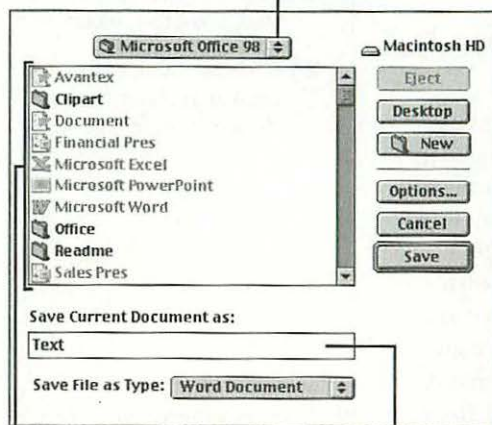 Microsoft Office 98
Macintosh HD
Avantex
Clipart
Document
Financial Pres
Microsoft Excel
Microsoft PowerPoint
Microsoft Word
Office
Readme
Sales Pres
Eject
Desktop
New
Options...
Cancel
Save
Save Current Document as:
Text
Save File as Type: Word Document